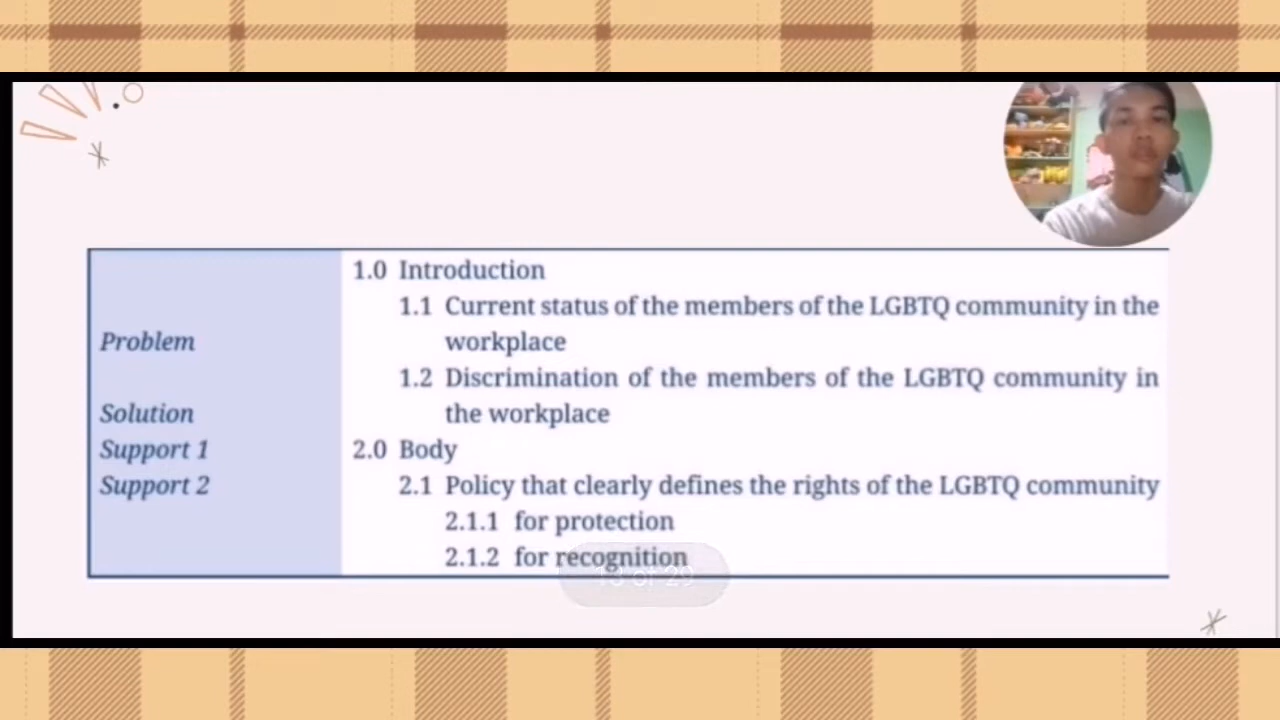 1.0 Introduction
1.1 Current status of the members of the LGBTQ community in the
Problem workplace
1.2 Discrimination of the members of the LGBTQ community in
Solution the workplace
Support 1 2.0 Body
Support 2 2.1 Policy that clearly defines the rights of the LGBTQ community
2.1.1 for protection
2.1.2 for recognition
13 of 29